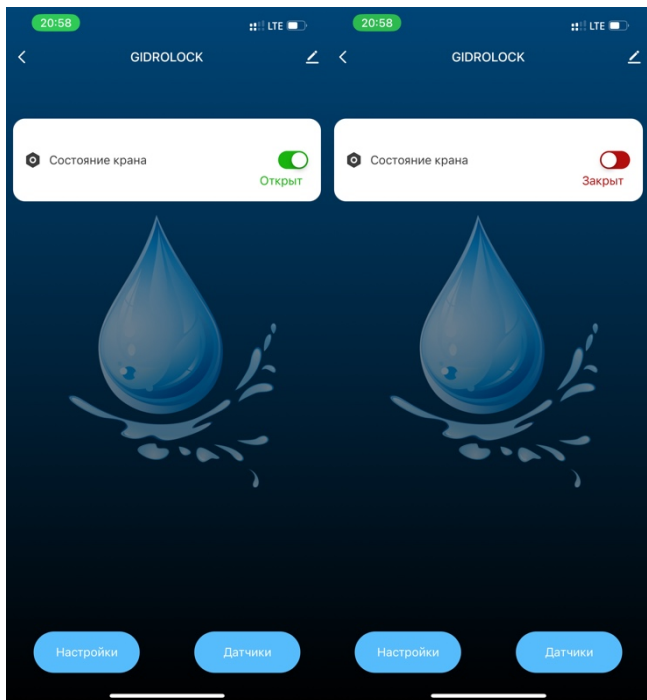 20:58
LTE
GIDROLOCK
Состояние крана
Открыт
Настройки
Датчики
20:58
LTE
GIDROLOCK
Состояние крана
Закрыт
Настройки
Датчики